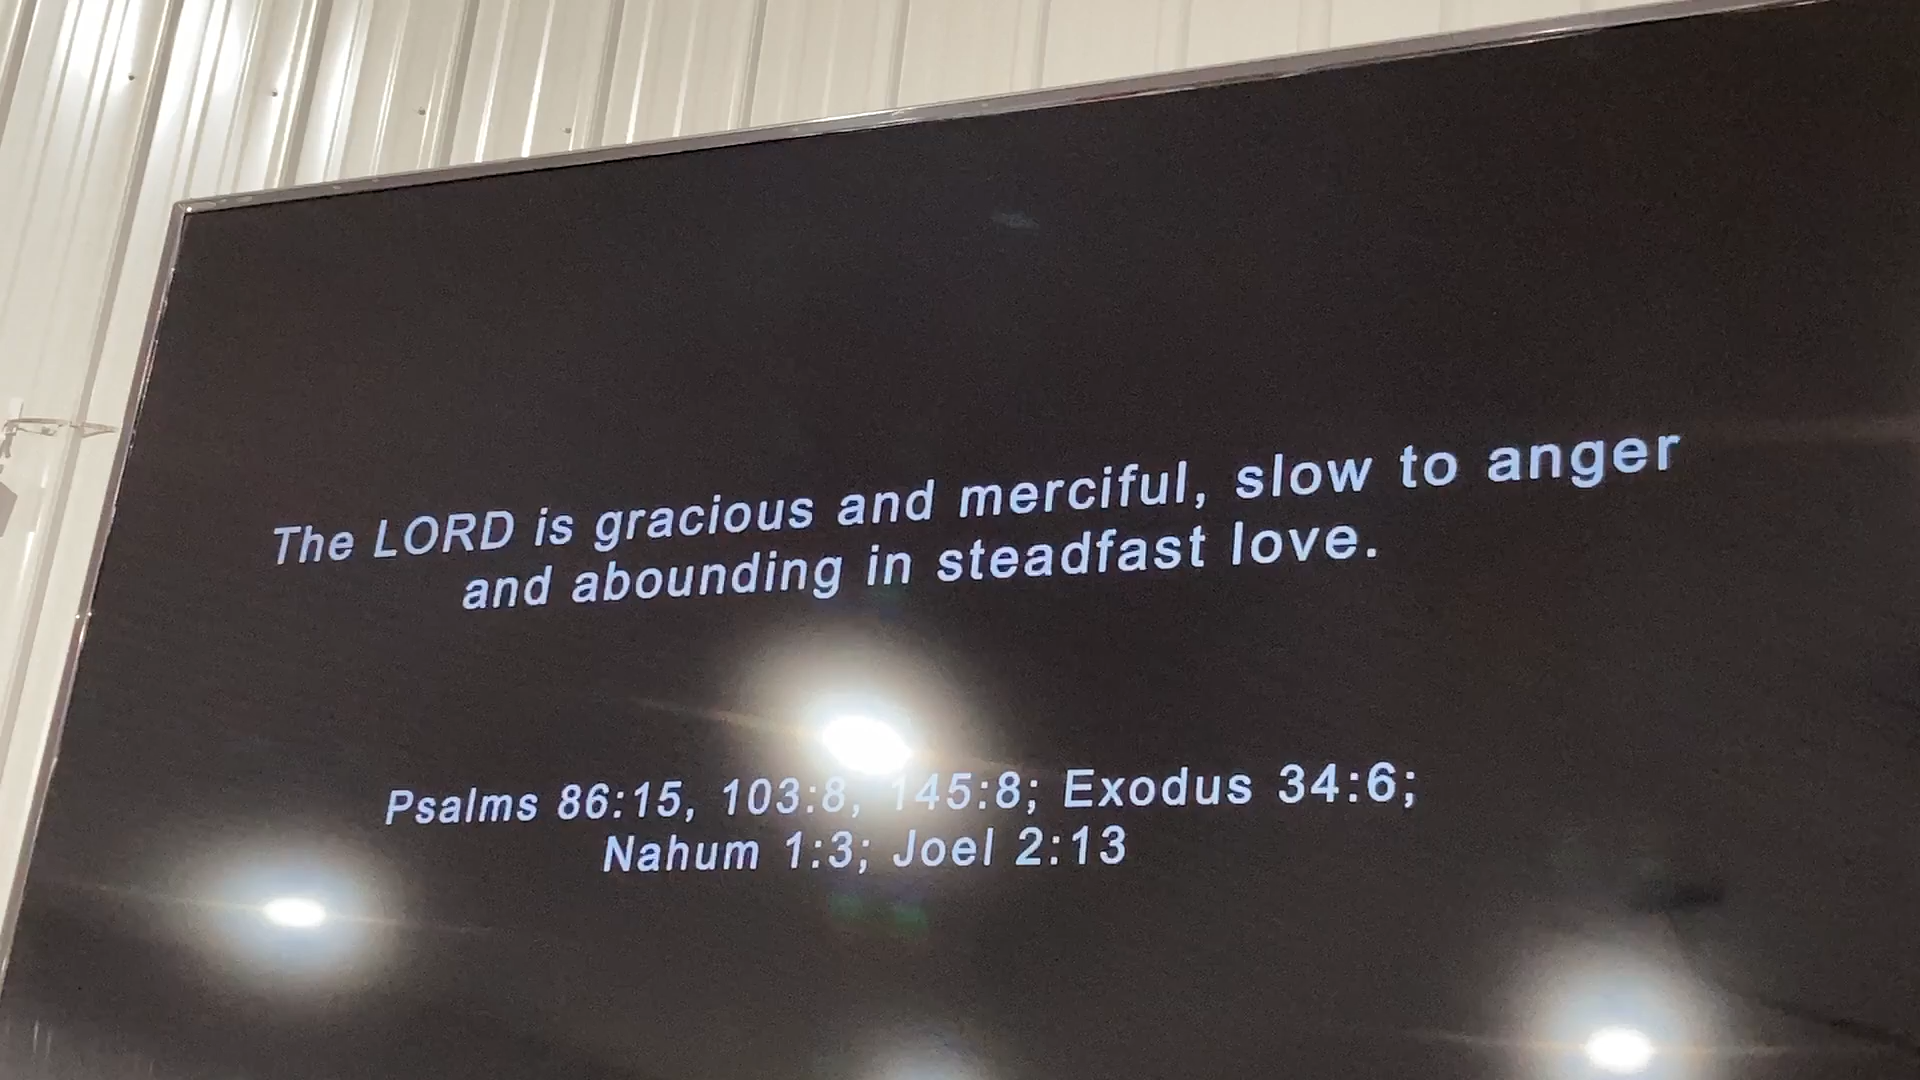 The LORD is gracious and merciful, slow to anger
and abounding in steadfast love.
Psalms 86:15, 103:8, 145:8; Exodus 34:6;
Nahum 1:3; Joel 2:13